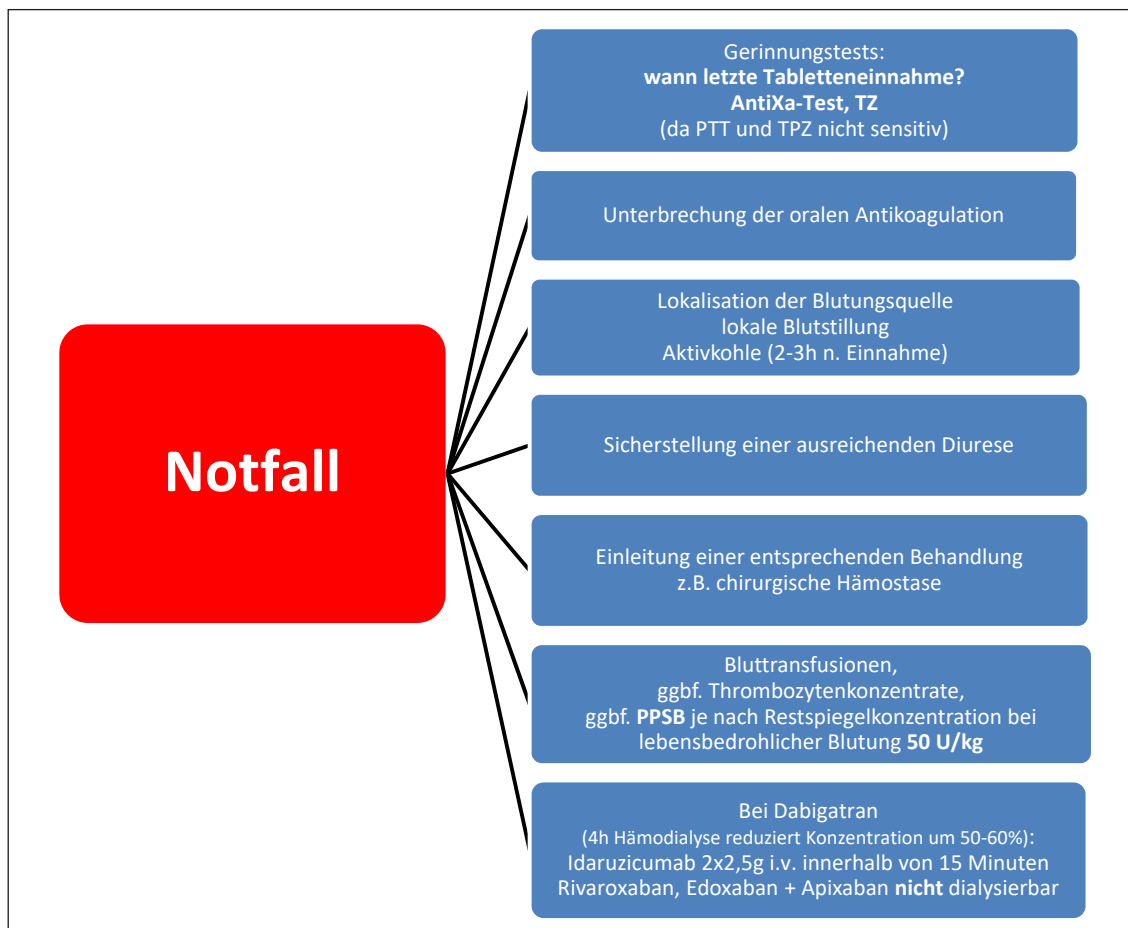 Notfall
Gerinnungstests:
wann letzte Tabletteneinnahme?
AntiXa-Test, TZ
(da PTT und TPZ nicht sensitiv)
Unterbrechung der oralen Antikoagulation
Lokalisation der Blutungsquelle
lokale Blutstillung
Aktivkohle (2-3h n. Einnahme)
Sicherstellung einer ausreichenden Diurese
Einleitung einer entsprechenden Behandlung
z.B. chirurgische Hämostase
Bluttransfusionen,
ggbf. Thrombozytenkonzentrate,
ggbf. PPSB je nach Restspiegelkonzentration bei
lebensbedrohlicher Blutung 50 U/kg
Bei Dabigatran
(4h Hämodialyse reduziert Konzentration um 50-60%):
Idaruzicumab 2x2,5g i.v. innerhalb von 15 Minuten
Rivaroxaban, Edoxaban + Apixaban nicht dialysierbar